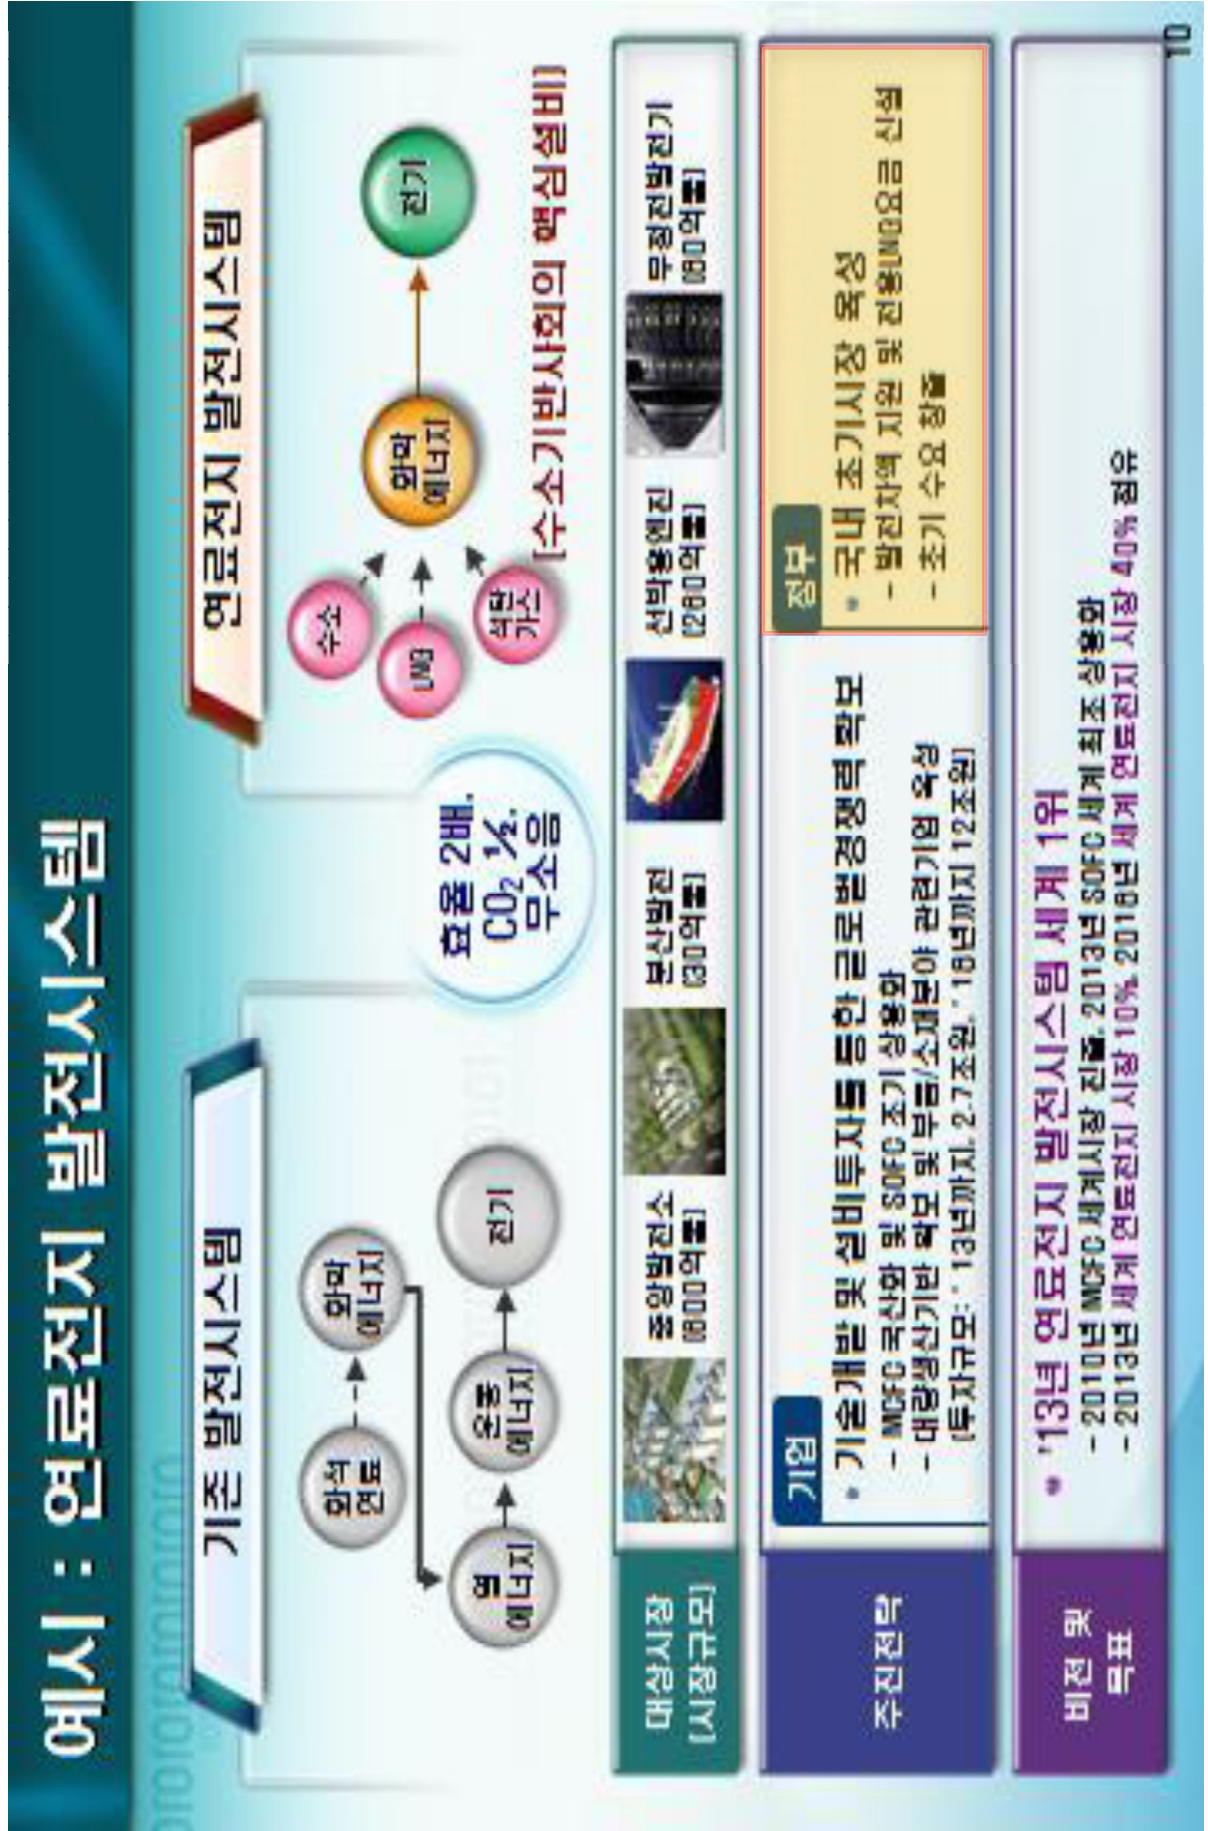 예시 : 연료전지 발전시스템
기존 발전시스템
화석
연료
화학
에너지
열
에너지
운동
에너지
전기
효율 2배,
CO₂ ½,
무소음
연료전지 발전시스템
수소
LNG
석탄
가스
화학
에너지
전기
[수소기반사회의 핵심설비]
대상시장
[시장규모]
중앙발전소
(800억불)
분산발전
(30억불)
선박용엔진
(280억불)
무정전발전기
(80억불)
추진전략
기업
• 기술개발 및 설비투자를 통한 글로벌경쟁력 확보
- MCFC 국산화 및 SOFC 조기 상용화
- 대량생산기반 확보 및 부품/소재분야 관련기업 육성
[투자규모: '13년까지. 2.7조원. '18년까지 12조원]
정부
• 국내 초기시장 육성
- 발전차액 지원 및 전용LNG요금 신설
- 초기 수요 창출
비전 및
목표
• '13년 연료전지 발전시스템 세계 1위
- 2010년 MCFC 세계시장 진출, 2013년 SOFC 세계 최초 상용화
- 2013년 세계 연료전지 시장 10%, 2018년 세계 연료전지 시장 40% 점유
10